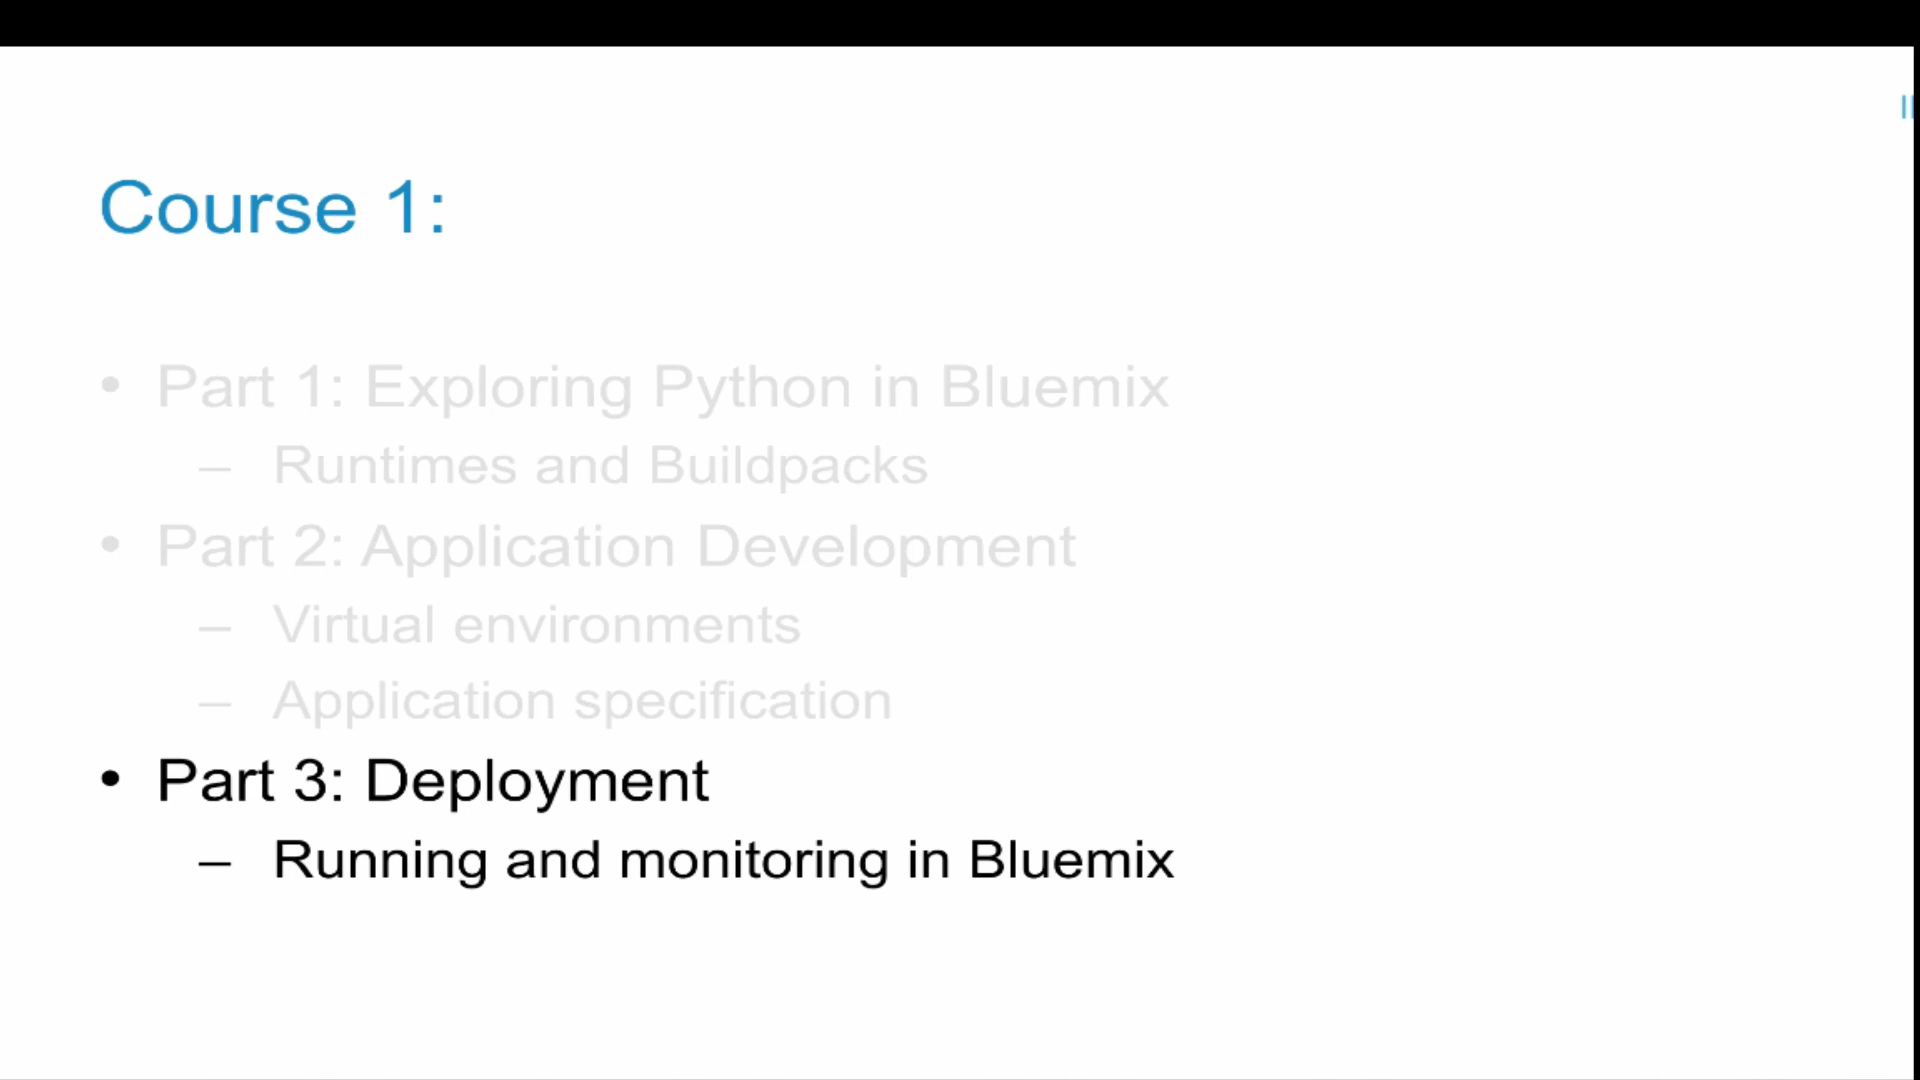 Course 1:
• Part 1: Exploring Python in Bluemix
– Runtimes and Buildpacks
• Part 2: Application Development
– Virtual environments
– Application specification
• Part 3: Deployment
– Running and monitoring in Bluemix